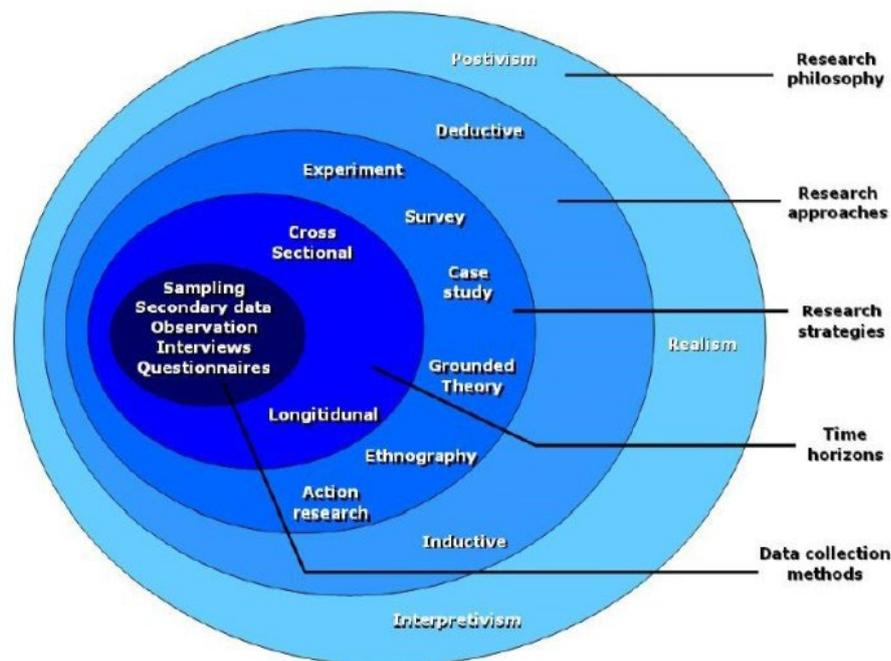 Postivism
Research
philosophy
Deductive
Experiment
Research
approaches
Survey
Cross
Sectional
Case
study
Sampling
Secondary data
Observation
Interviews
Questionnaires
Research
strategies
Realism
Grounded
Theory
Longitidunal
Time
horizons
Ethnography
Action
research
Inductive
Data collection
methods
Interpretivism